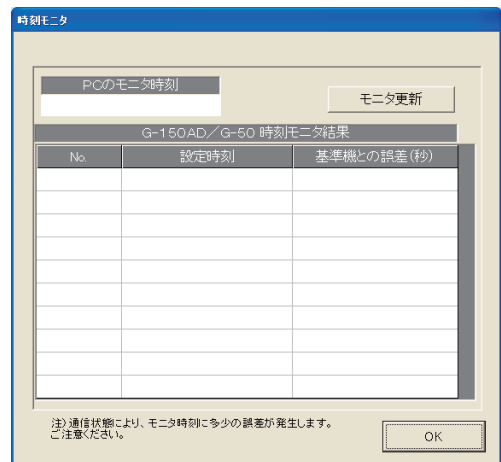 時刻モニタ
PCのモニタ時刻
モニタ更新
G-150AD／G-50 時刻モニタ結果
No. 設定時刻 基準機との誤差(秒)
注）通信状態により、モニタ時刻に多少の誤差が発生します。
ご注意ください。
OK